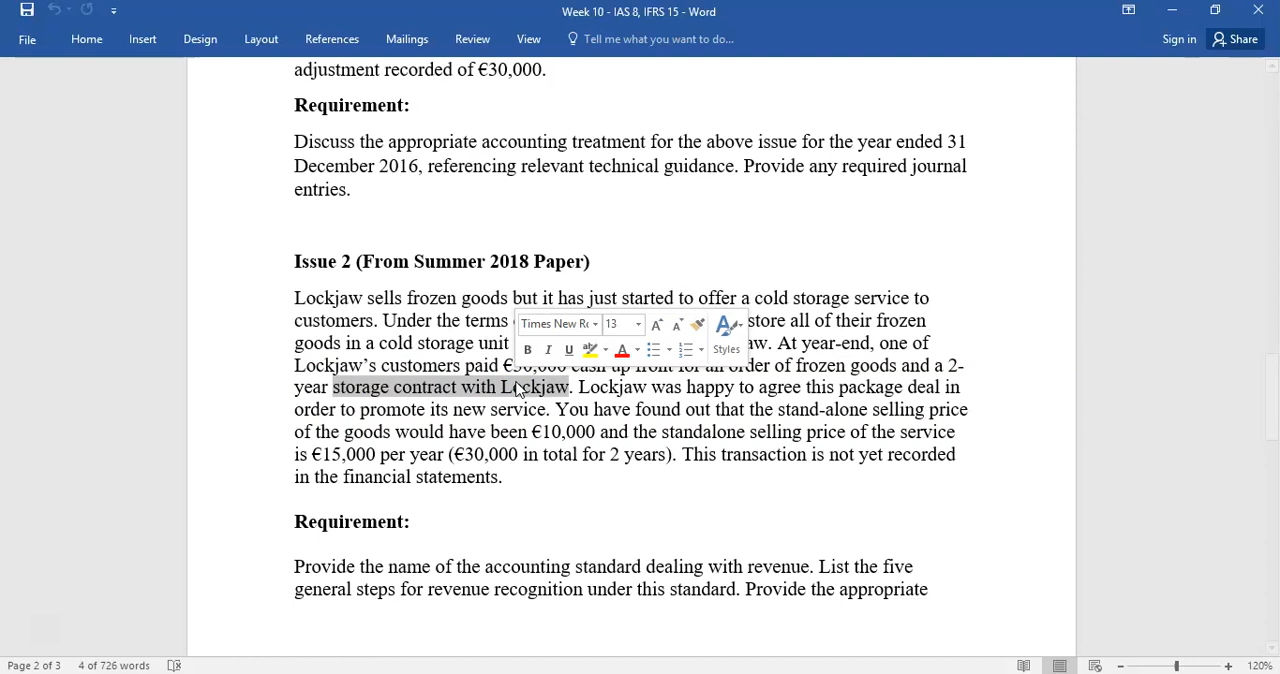 Week 10 - IAS 8, IFRS 15 - Word
File Home Insert Design Layout References Mailings Review View Tell me what you want to do... Sign in Share
adjustment recorded of €30,000.
Requirement:
Discuss the appropriate accounting treatment for the above issue for the year ended 31
December 2016, referencing relevant technical guidance. Provide any required journal
entries.
Issue 2 (From Summer 2018 Paper)
Lockjaw sells frozen goods but it has just started to offer a cold storage service to
customers. Under the terms store all of their frozen
Times New Ro 13
goods in a cold storage unit aw. At year-end, one of
B I U ab A Styles
Lockjaw's customers paid cash up front for an order of frozen goods and a 2-
year storage contract with Lockjaw. Lockjaw was happy to agree this package deal in
order to promote its new service. You have found out that the stand-alone selling price
of the goods would have been €10,000 and the standalone selling price of the service
is €15,000 per year (€30,000 in total for 2 years). This transaction is not yet recorded
in the financial statements.
Requirement:
Provide the name of the accounting standard dealing with revenue. List the five
general steps for revenue recognition under this standard. Provide the appropriate
Page 2 of 3 4 of 726 words 120%